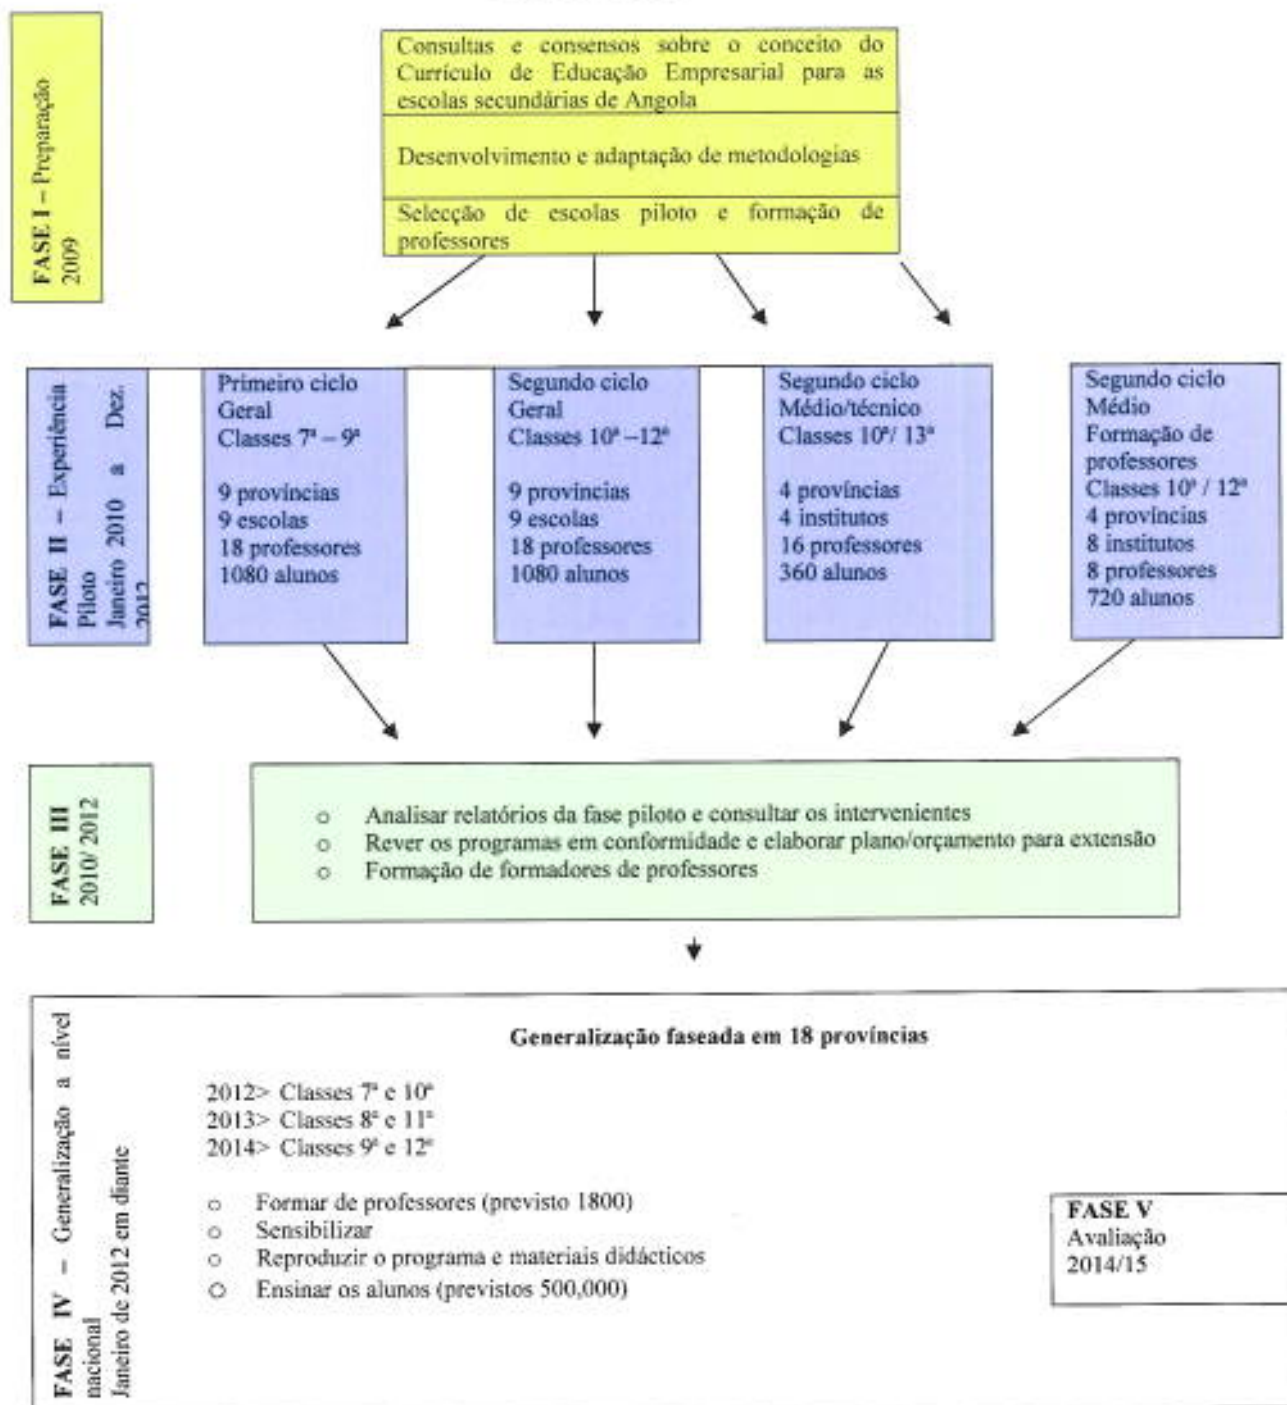 FASE I – Preparação
2009
Consultas e consensos sobre o conceito do
Currículo de Educação Empresarial para as
escolas secundárias de Angola
Desenvolvimento e adaptação de metodologias
Selecção de escolas piloto e formação de
professores
FASE II – Experiência
Piloto
Janeiro 2010 a Dez.
2012
Primeiro ciclo
Geral
Classes 7ª – 9ª
9 províncias
9 escolas
18 professores
1080 alunos
Segundo ciclo
Geral
Classes 10ª –12ª
9 províncias
9 escolas
18 professores
1080 alunos
Segundo ciclo
Médio/técnico
Classes 10ª/ 13ª
4 províncias
4 institutos
16 professores
360 alunos
Segundo ciclo
Médio
Formação de
professores
Classes 10ª / 12ª
4 províncias
8 institutos
8 professores
720 alunos
FASE III
2010/ 2012
○ Analisar relatórios da fase piloto e consultar os intervenientes
○ Rever os programas em conformidade e elaborar plano/orçamento para extensão
○ Formação de formadores de professores
FASE IV – Generalização a nível
nacional
Janeiro de 2012 em diante
Generalização faseada em 18 províncias
2012> Classes 7ª e 10ª
2013> Classes 8ª e 11ª
2014> Classes 9ª e 12ª
○ Formar de professores (previsto 1800)
○ Sensibilizar
○ Reproduzir o programa e materiais didácticos
○ Ensinar os alunos (previstos 500,000)
FASE V
Avaliação
2014/15